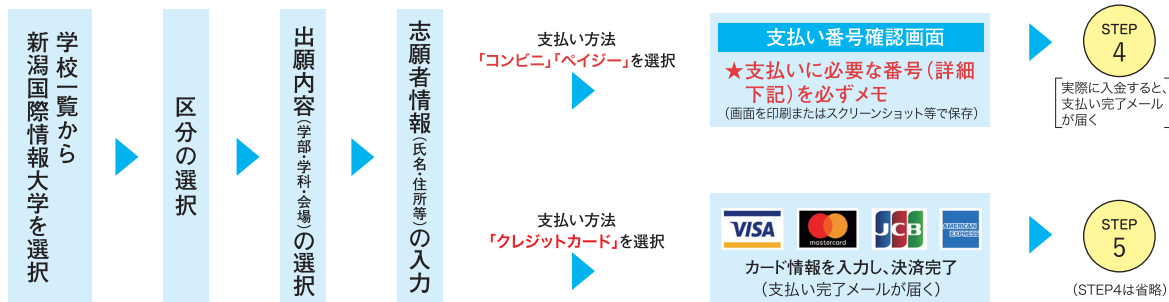 学校一覧から
新潟国際情報大学を選択
区分の選択
出願内容(学部・学科・会場)の選択
志願者情報(氏名・住所等)の入力
支払い方法
「コンビニ」「ペイジー」を選択
支払い番号確認画面
★支払いに必要な番号(詳細
下記)を必ずメモ
(画面を印刷またはスクリーンショット等で保存)
STEP
4
実際に入金すると、
支払い完了メール
が届く
支払い方法
「クレジットカード」を選択
VISA
mastercard
JCB
AMERICAN
EXPRESS
カード情報を入力し、決済完了
(支払い完了メールが届く)
STEP
5
(STEP4は省略)